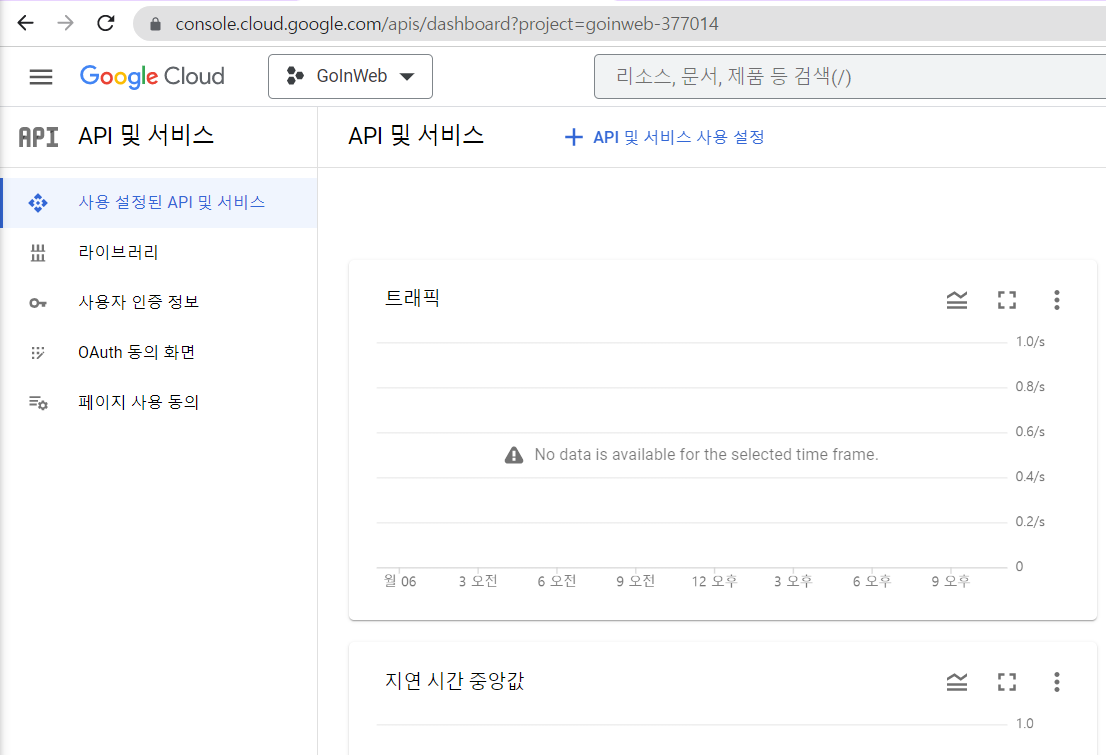 console.cloud.google.com/apis/dashboard?project=goinweb-377014
Google Cloud
GoInWeb
리소스, 문서, 제품 등 검색(/)
API
API 및 서비스
API 및 서비스
API 및 서비스 사용 설정
사용 설정된 API 및 서비스
라이브러리
사용자 인증 정보
OAuth 동의 화면
페이지 사용 동의
트래픽
1.0/s
0.8/s
0.6/s
No data is available for the selected time frame.
0.4/s
0.2/s
0
월 06 3 오전 6 오전 9 오전 12 오후 3 오후 6 오후 9 오후
지연 시간 중앙값
1.0